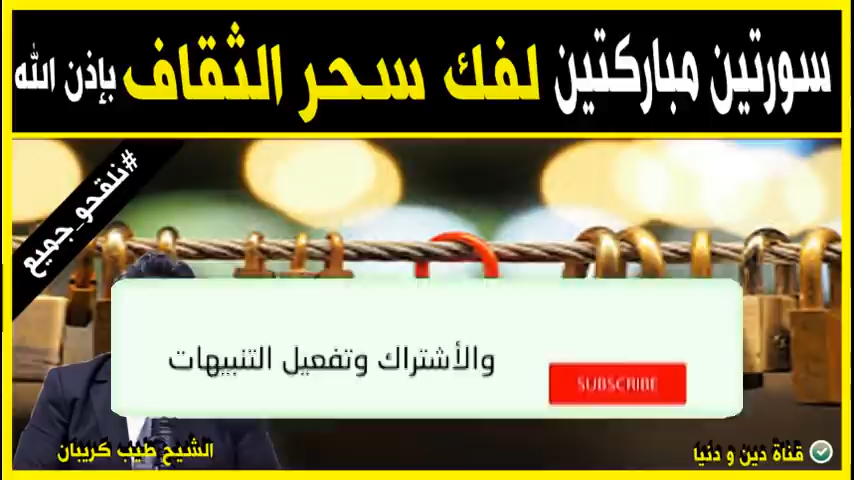 سورتين مباركتين لفك سحر الثقاف بإذن الله
#نلقحو_جميع
والأشتراك وتفعيل التنبيهات
SUBSCRIBE
الشيخ طيب كريبان
قناة دين و دنيا